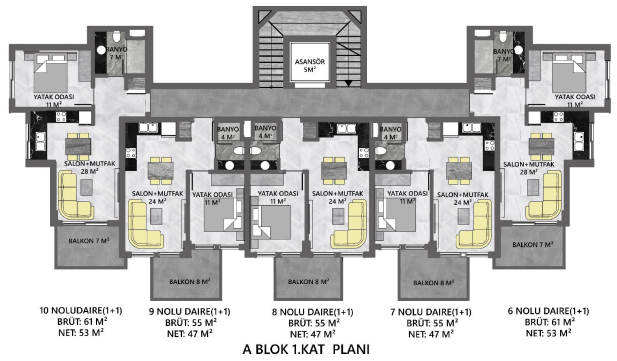 BANYO
7 M²
ASANSÖR
5M²
BANYO
7 M²
YATAK ODASI
11 M²
YATAK ODASI
11 M²
BANYO
4 M²
BANYO
4 M²
BANYO
4 M²
SALON+MUTFAK
28 M²
SALON+MUTFAK
24 M²
YATAK ODASI
11 M²
YATAK ODASI
11 M²
SALON+MUTFAK
24 M²
YATAK ODASI
11 M²
SALON+MUTFAK
24 M²
SALON+MUTFAK
28 M²
BALKON 7 M²
BALKON 8 M²
BALKON 8 M²
BALKON 8 M²
BALKON 7 M²
10 NOLUDAIRE(1+1)
BRÜT: 61 M²
NET: 53 M²
9 NOLU DAIRE(1+1)
BRÜT: 55 M²
NET: 47 M²
8 NOLU DAIRE(1+1)
BRÜT: 55 M²
NET: 47 M²
7 NOLU DAIRE(1+1)
BRÜT: 55 M²
NET: 47 M²
6 NOLU DAIRE(1+1)
BRÜT: 61 M²
NET: 53 M²
A BLOK 1.KAT PLANI